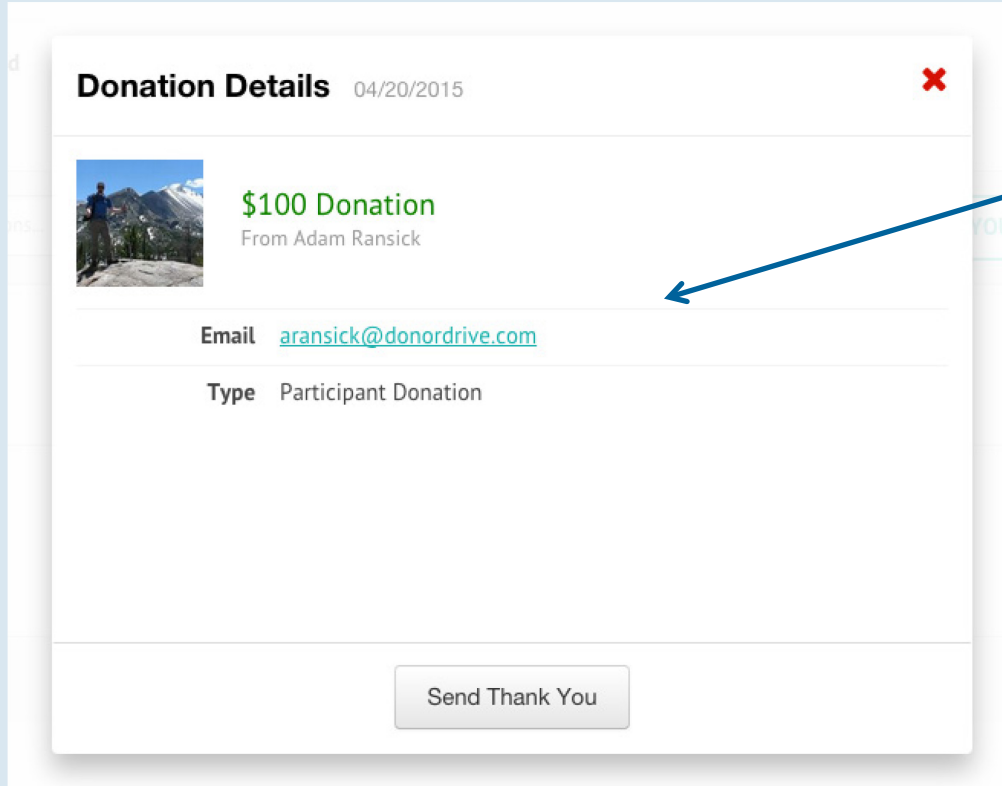 Donation Details 04/20/2015
$100 Donation
From Adam Ransick
Email aransick@donordrive.com
Type Participant Donation
Send Thank You